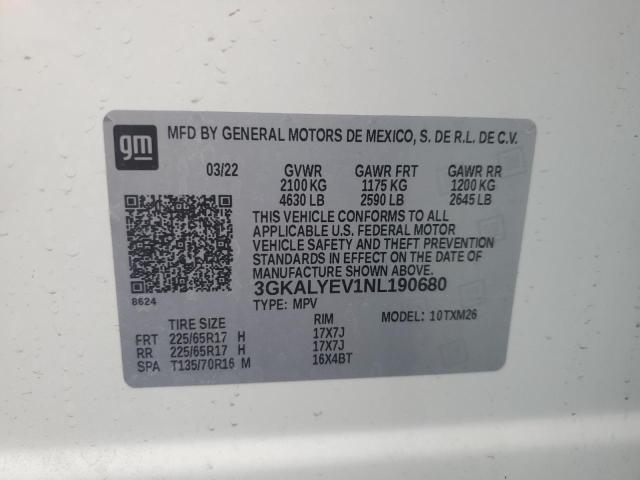 gm
MFD BY GENERAL MOTORS DE MEXICO, S. DE R.L. DE C.V.
03/22 GVWR GAWR FRT GAWR RR
2100 KG 1175 KG 1200 KG
4630 LB 2590 LB 2645 LB
THIS VEHICLE CONFORMS TO ALL
APPLICABLE U.S. FEDERAL MOTOR
VEHICLE SAFETY AND THEFT PREVENTION
STANDARDS IN EFFECT ON THE DATE OF
MANUFACTURE SHOWN ABOVE.
3GKALYEV1NL190680
8624
TYPE: MPV
TIRE SIZE RIM MODEL: 10TXM26
FRT 225/65R17 H 17X7J
RR 225/65R17 H 17X7J
SPA T135/70R16 M 16X4BT